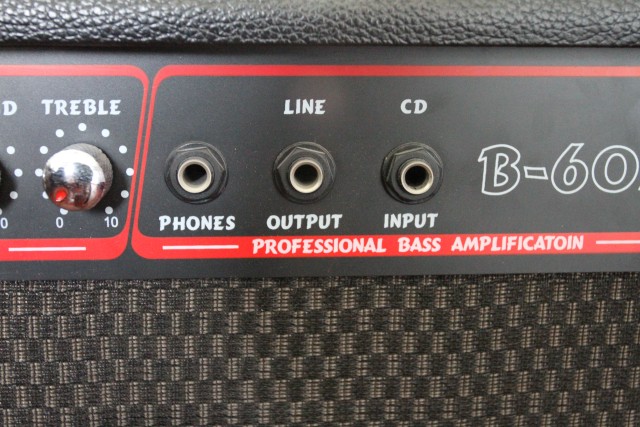 D TREBLE
0 0 10
LINE CD
PHONES OUTPUT INPUT
B-60
PROFESSIONAL BASS AMPLIFICATOIN